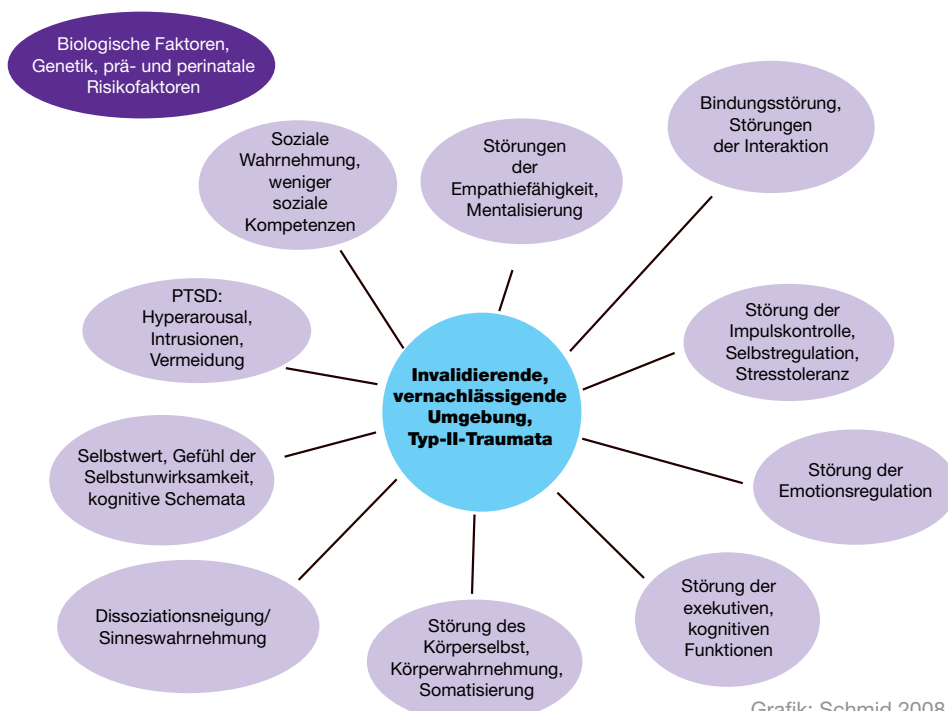 Biologische Faktoren,
Genetik, prä- und perinatale
Risikofaktoren
Soziale
Wahrnehmung,
weniger
soziale
Kompetenzen
Störungen
der
Empathiefähigkeit,
Mentalisierung
Bindungsstörung,
Störungen
der Interaktion
PTSD:
Hyperarousal,
Intrusionen,
Vermeidung
Störung der
Impulskontrolle,
Selbstregulation,
Stresstoleranz
Invalidierende,
vernachlässigende
Umgebung,
Typ-II-Traumata
Selbstwert, Gefühl der
Selbstunwirksamkeit,
kognitive Schemata
Störung der
Emotionsregulation
Dissoziationsneigung/
Sinneswahrnehmung
Störung des
Körperselbst,
Körperwahrnehmung,
Somatisierung
Störung der
exekutiven,
kognitiven
Funktionen
Grafik: Schmid 2008